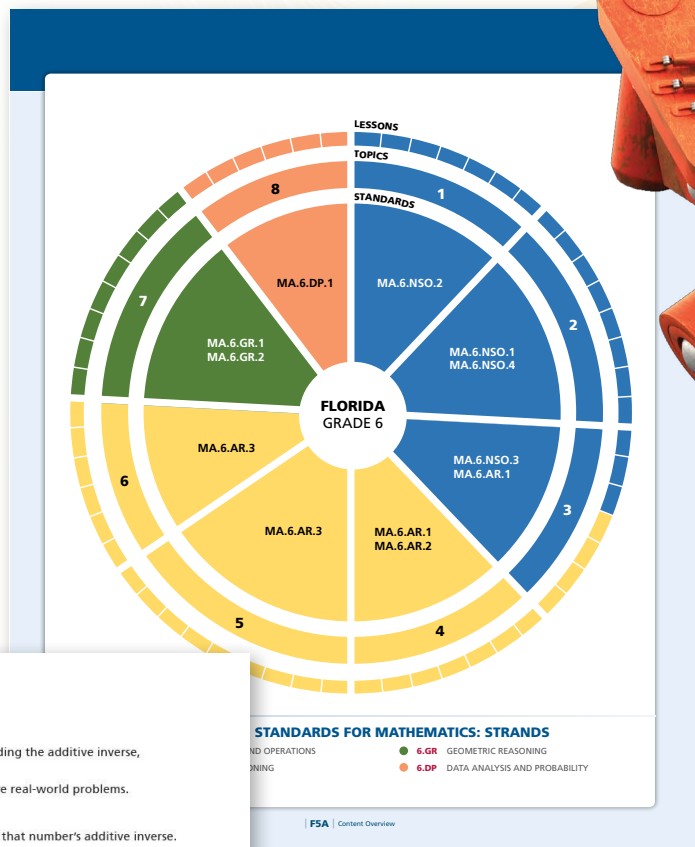 LESSONS
TOPICS
STANDARDS
1
MA.6.NSO.2
2
MA.6.NSO.1
MA.6.NSO.4
3
MA.6.NSO.3
MA.6.AR.1
4
MA.6.AR.1
MA.6.AR.2
5
MA.6.AR.3
6
MA.6.AR.3
7
MA.6.GR.1
MA.6.GR.2
8
MA.6.DP.1
FLORIDA
GRADE 6
STANDARDS FOR MATHEMATICS: STRANDS
OPERATIONS
6.GR GEOMETRIC REASONING
6.DP DATA ANALYSIS AND PROBABILITY
the additive inverse,
real-world problems.
that number's additive inverse.
F5A | Content Overview